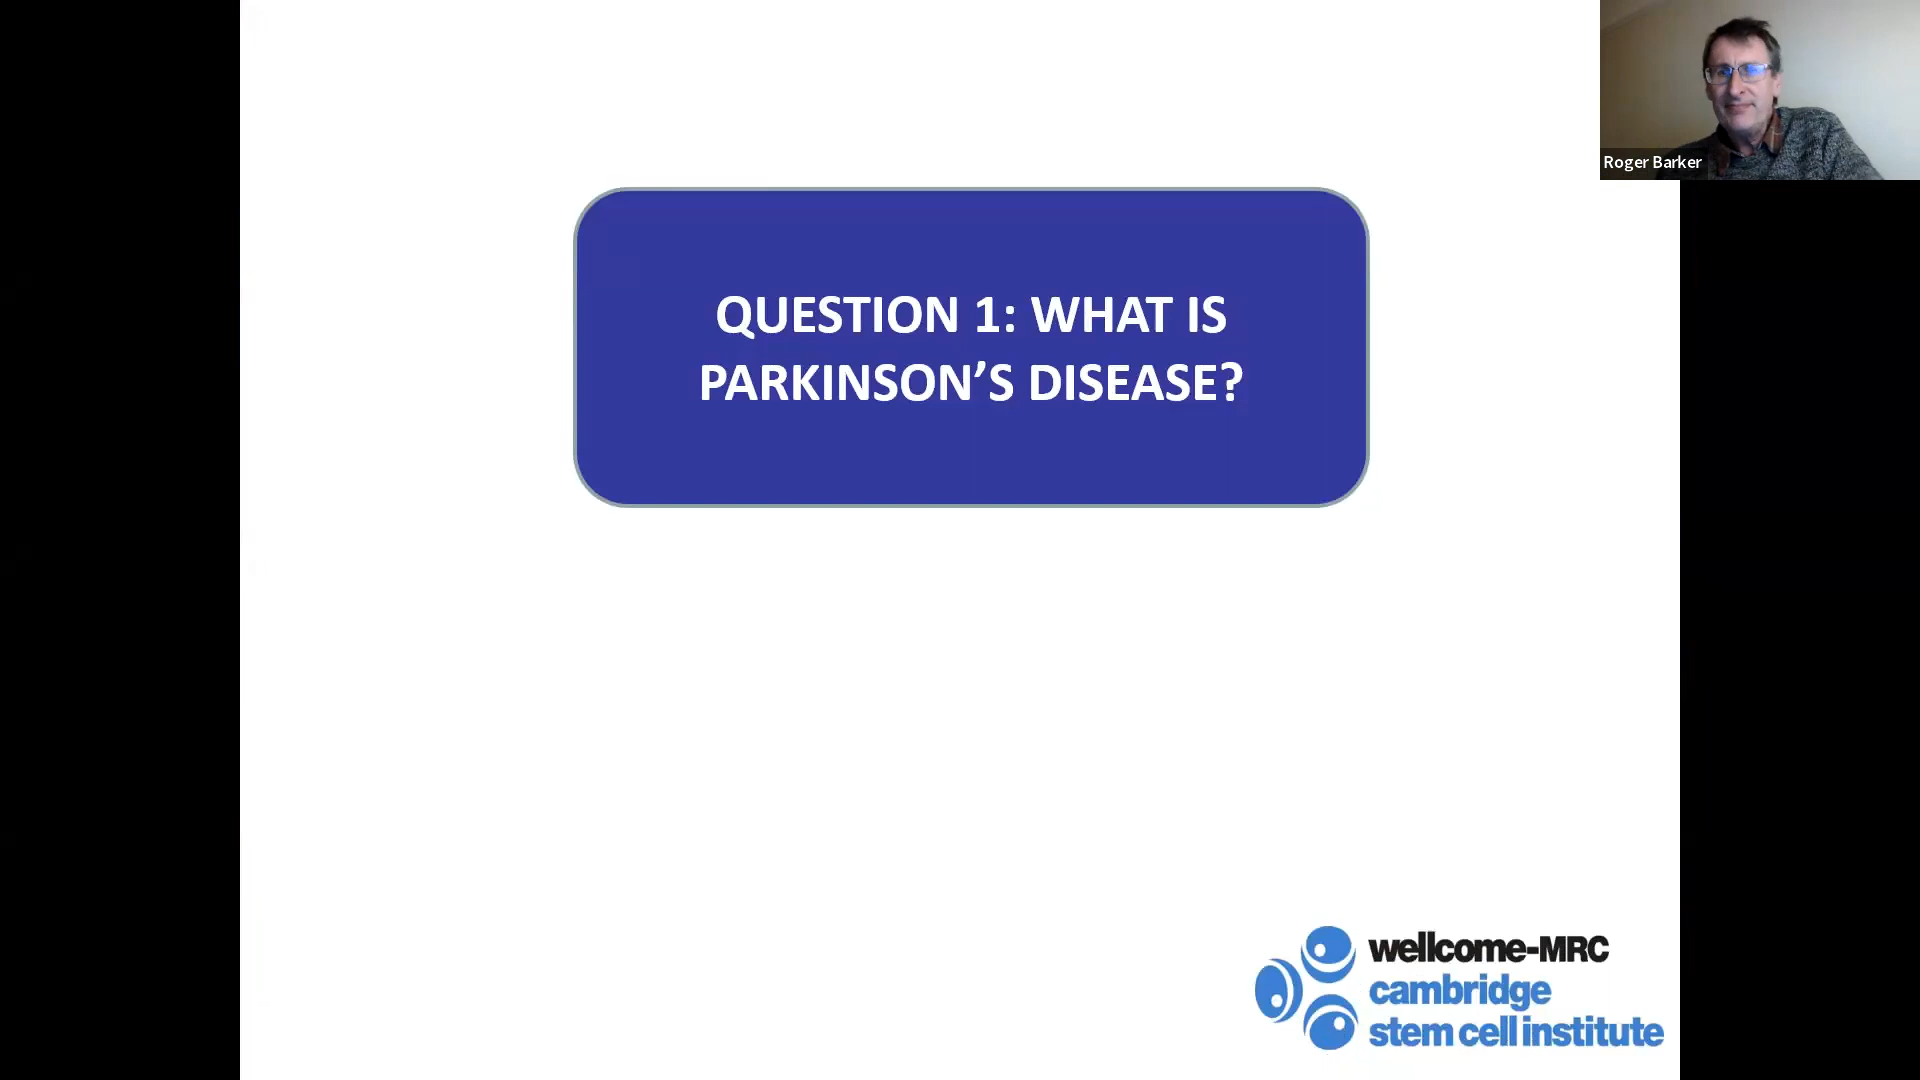 Roger Barker
QUESTION 1: WHAT IS
PARKINSON’S DISEASE?
wellcome-MRC
cambridge
stem cell institute